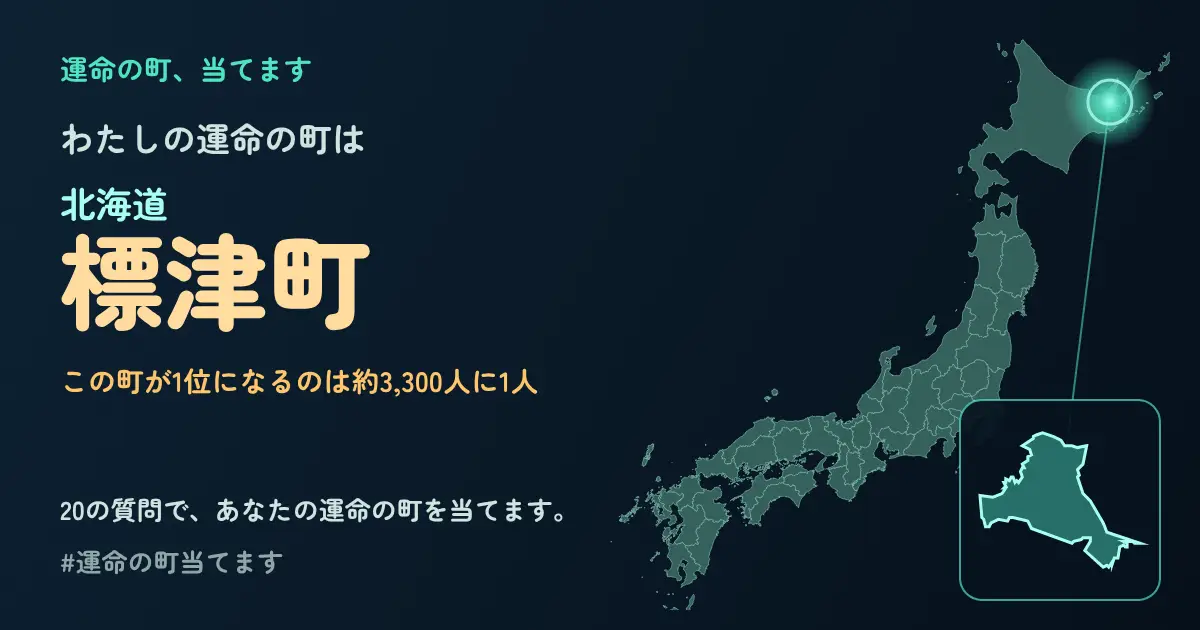 運命の町、当てます
わたしの運命の町は
北海道
標津町
この町が1位になるのは約3,300人に1人
20の質問で、あなたの運命の町を当てます。
#運命の町当てます